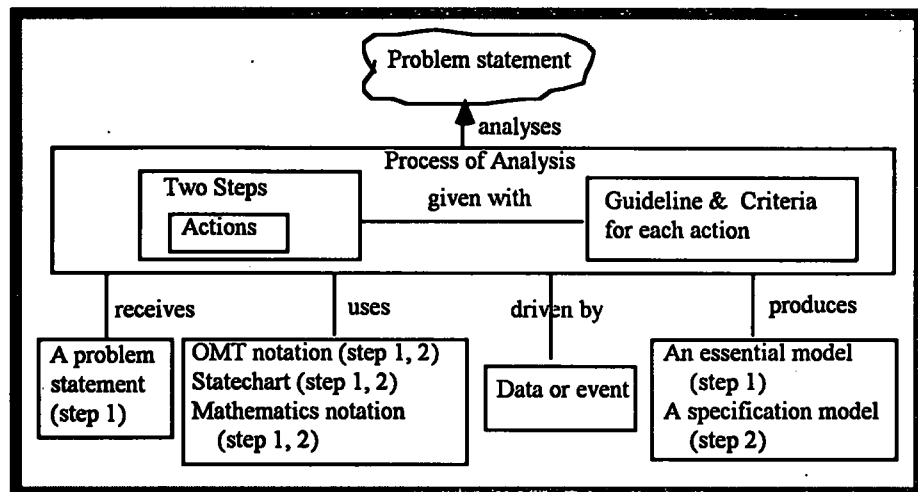 Problem statement
analyses
Process of Analysis
Two Steps
Actions
given with
Guideline & Criteria
for each action
receives
uses
driven by
produces
A problem
statement
(step 1)
OMT notation (step 1, 2)
Statechart (step 1, 2)
Mathematics notation
(step 1, 2)
Data or event
An essential model
(step 1)
A specification model
(step 2)